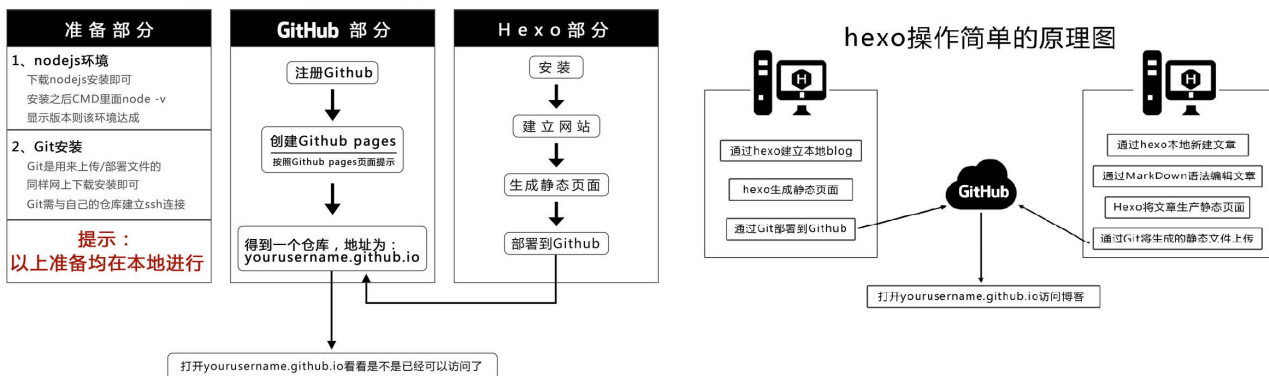 准备部分
1、nodejs环境
下载nodejs安装即可
安装之后CMD里面node -v
显示版本则该环境达成
2、Git安装
Git是用来上传/部署文件的
同样网上下载安装即可
Git需与自己的仓库建立ssh连接
提示：
以上准备均在本地进行
GitHub 部分
注册Github
创建Github pages
按照Github pages页面提示
得到一个仓库，地址为：
yourusername.github.io
Hexo部分
安装
建立网站
生成静态页面
部署到Github
打开yourusername.github.io看看是不是已经可以访问了
hexo操作简单的原理图
H
通过hexo建立本地blog
hexo生成静态页面
通过Git部署到Github
GitHub
H
通过hexo本地新建文章
通过MarkDown语法编辑文章
Hexo将文章生产静态页面
通过Git将生成的静态文件上传
打开yourusername.github.io访问博客